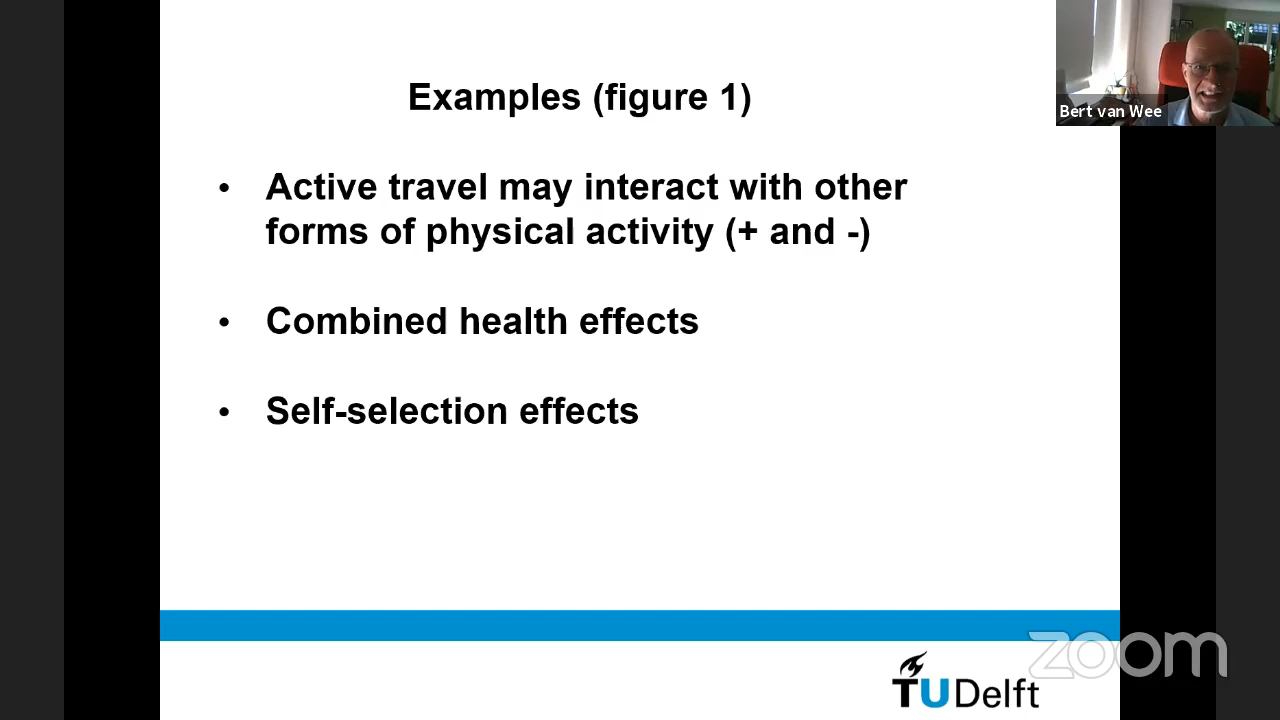 Examples (figure 1)
Bert van Wee
• Active travel may interact with other
forms of physical activity (+ and -)
• Combined health effects
• Self-selection effects
zoom
TUDelft